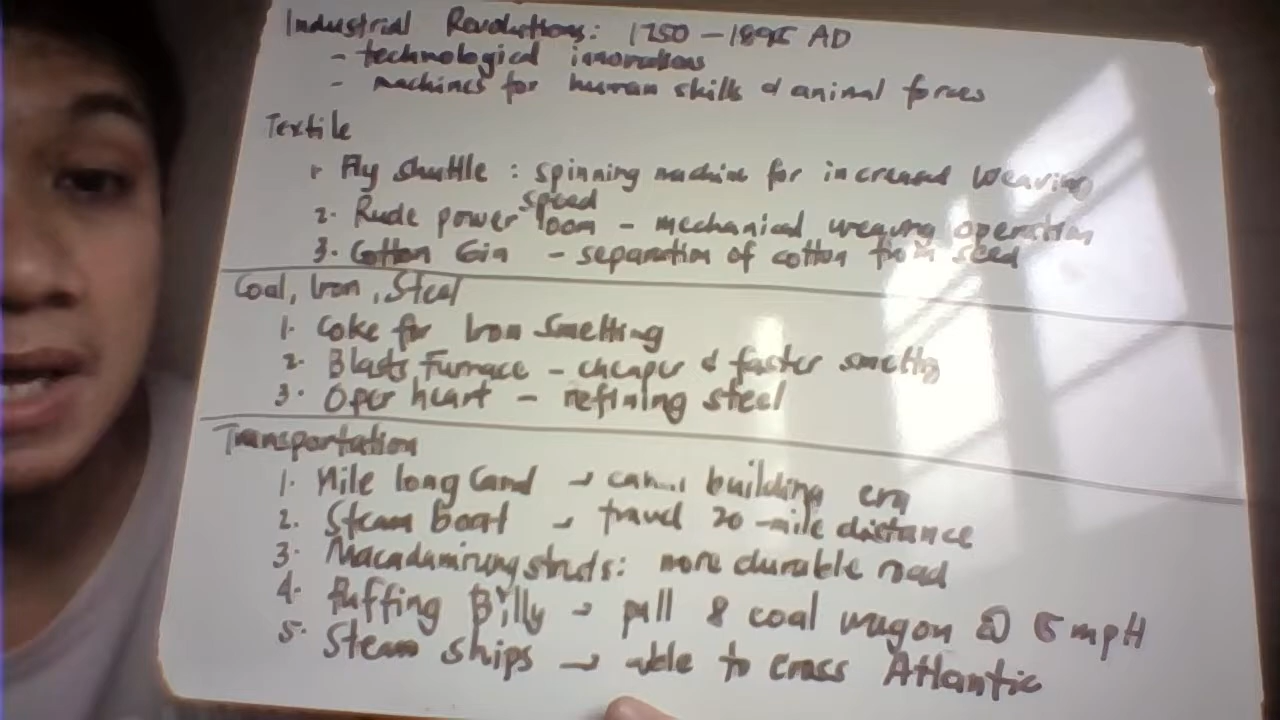 Industrial Revolutions: 1750 – 1895 AD
- technological innovations
- machines for human skills & animal forces
Textile
1. Fly shuttle : spinning machine for increased weaving
speed
2. Rude power loom – mechanical weaving operation
3. Cotton Gin – separation of cotton from seed
Coal, Iron, Steal
1. Coke for Iron Smelting
2. Blasts Furnace – cheaper & faster smelting
3. Open heart – refining steel
Transportation
1. Mile long Canal → canal building era
2. Steam boat → travel 20-mile distance
3. more durable road
4. Puffing Billy → pull 8 coal wagon @ 5 mpH
5. Steam ships → able to cross Atlantic